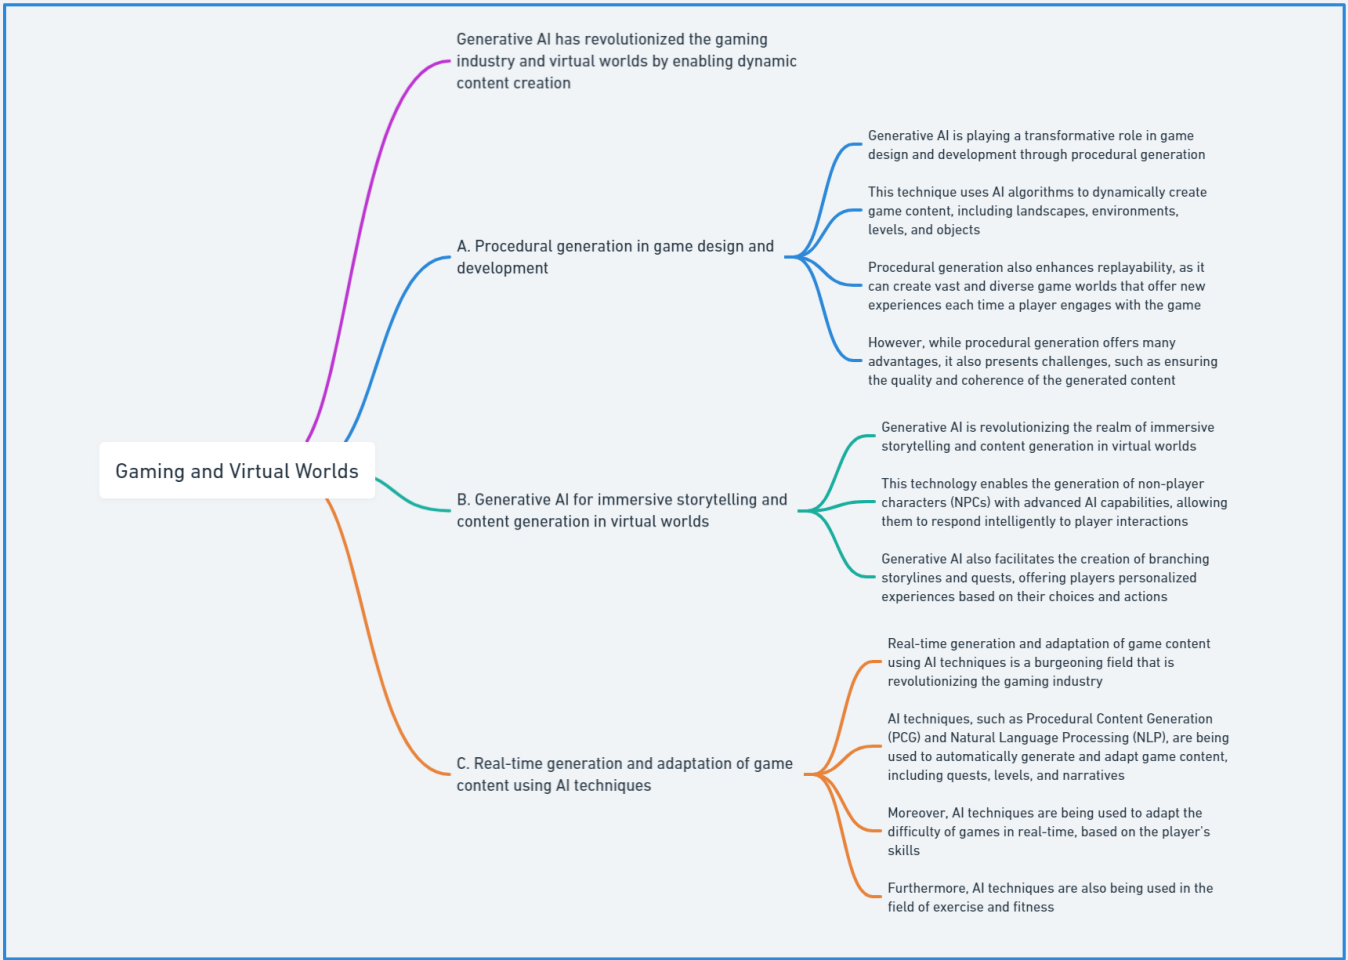 Generative AI has revolutionized the gaming
industry and virtual worlds by enabling dynamic
content creation
Generative AI is playing a transformative role in game
design and development through procedural generation
This technique uses AI algorithms to dynamically create
game content, including landscapes, environments,
levels, and objects
A. Procedural generation in game design and
development
Procedural generation also enhances replayability, as it
can create vast and diverse game worlds that offer new
experiences each time a player engages with the game
However, while procedural generation offers many
advantages, it also presents challenges, such as ensuring
the quality and coherence of the generated content
Gaming and Virtual Worlds
Generative AI is revolutionizing the realm of immersive
storytelling and content generation in virtual worlds
B. Generative AI for immersive storytelling and
content generation in virtual worlds
This technology enables the generation of non-player
characters (NPCs) with advanced AI capabilities, allowing
them to respond intelligently to player interactions
Generative AI also facilitates the creation of branching
storylines and quests, offering players personalized
experiences based on their choices and actions
Real-time generation and adaptation of game content
using AI techniques is a burgeoning field that is
revolutionizing the gaming industry
C. Real-time generation and adaptation of game
content using AI techniques
AI techniques, such as Procedural Content Generation
(PCG) and Natural Language Processing (NLP), are being
used to automatically generate and adapt game content,
including quests, levels, and narratives
Moreover, AI techniques are being used to adapt the
difficulty of games in real-time, based on the player's
skills
Furthermore, AI techniques are also being used in the
field of exercise and fitness